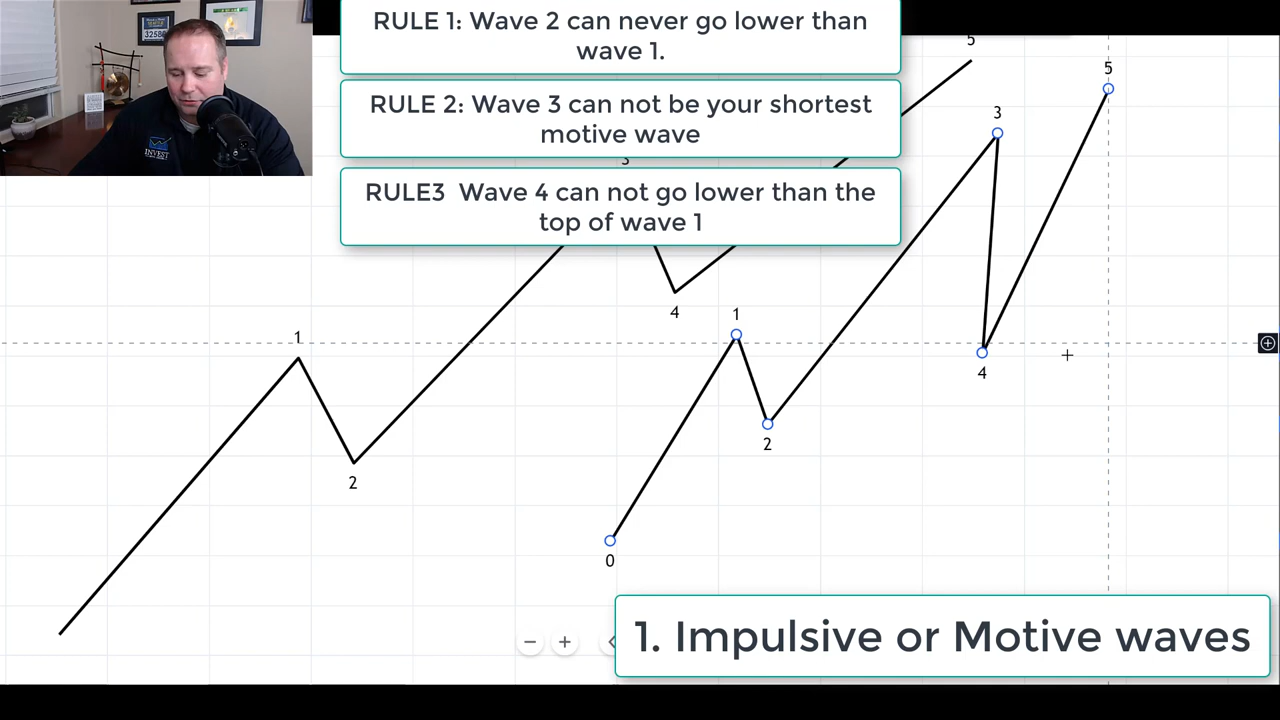 RULE 1: Wave 2 can never go lower than
wave 1.
RULE 2: Wave 3 can not be your shortest
motive wave
RULE3 Wave 4 can not go lower than the
top of wave 1
32580
INVEST
1
2
3
4
5
0
1
2
3
4
5
1. Impulsive or Motive waves